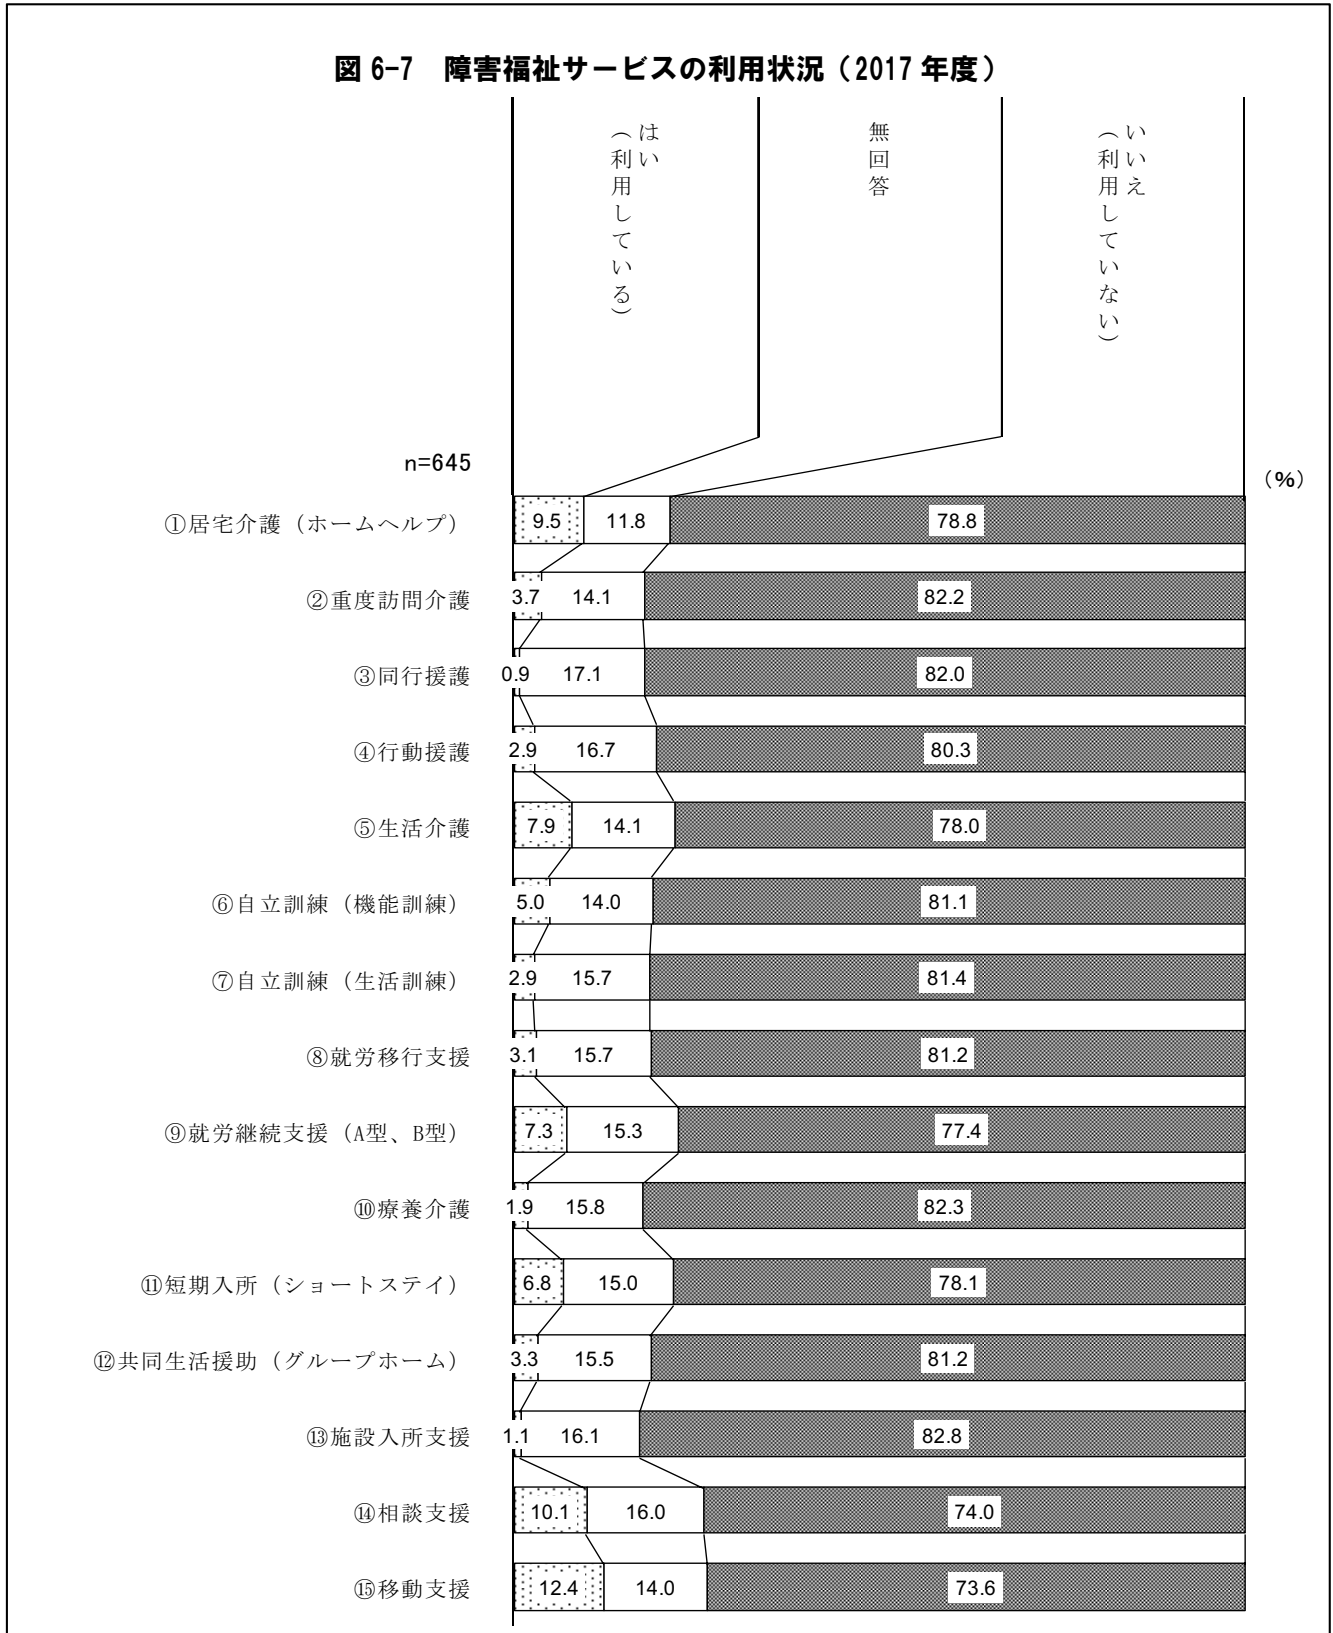 図 6-7　障害福祉サービスの利用状況（2017 年度）
はい
（利用している）
無回答
いいえ
（利用していない）
n=645
（%）
①居宅介護（ホームヘルプ） 9.5 11.8 78.8
②重度訪問介護 3.7 14.1 82.2
③同行援護 0.9 17.1 82.0
④行動援護 2.9 16.7 80.3
⑤生活介護 7.9 14.1 78.0
⑥自立訓練（機能訓練） 5.0 14.0 81.1
⑦自立訓練（生活訓練） 2.9 15.7 81.4
⑧就労移行支援 3.1 15.7 81.2
⑨就労継続支援（A型、B型） 7.3 15.3 77.4
⑩療養介護 1.9 15.8 82.3
⑪短期入所（ショートステイ） 6.8 15.0 78.1
⑫共同生活援助（グループホーム） 3.3 15.5 81.2
⑬施設入所支援 1.1 16.1 82.8
⑭相談支援 10.1 16.0 74.0
⑮移動支援 12.4 14.0 73.6